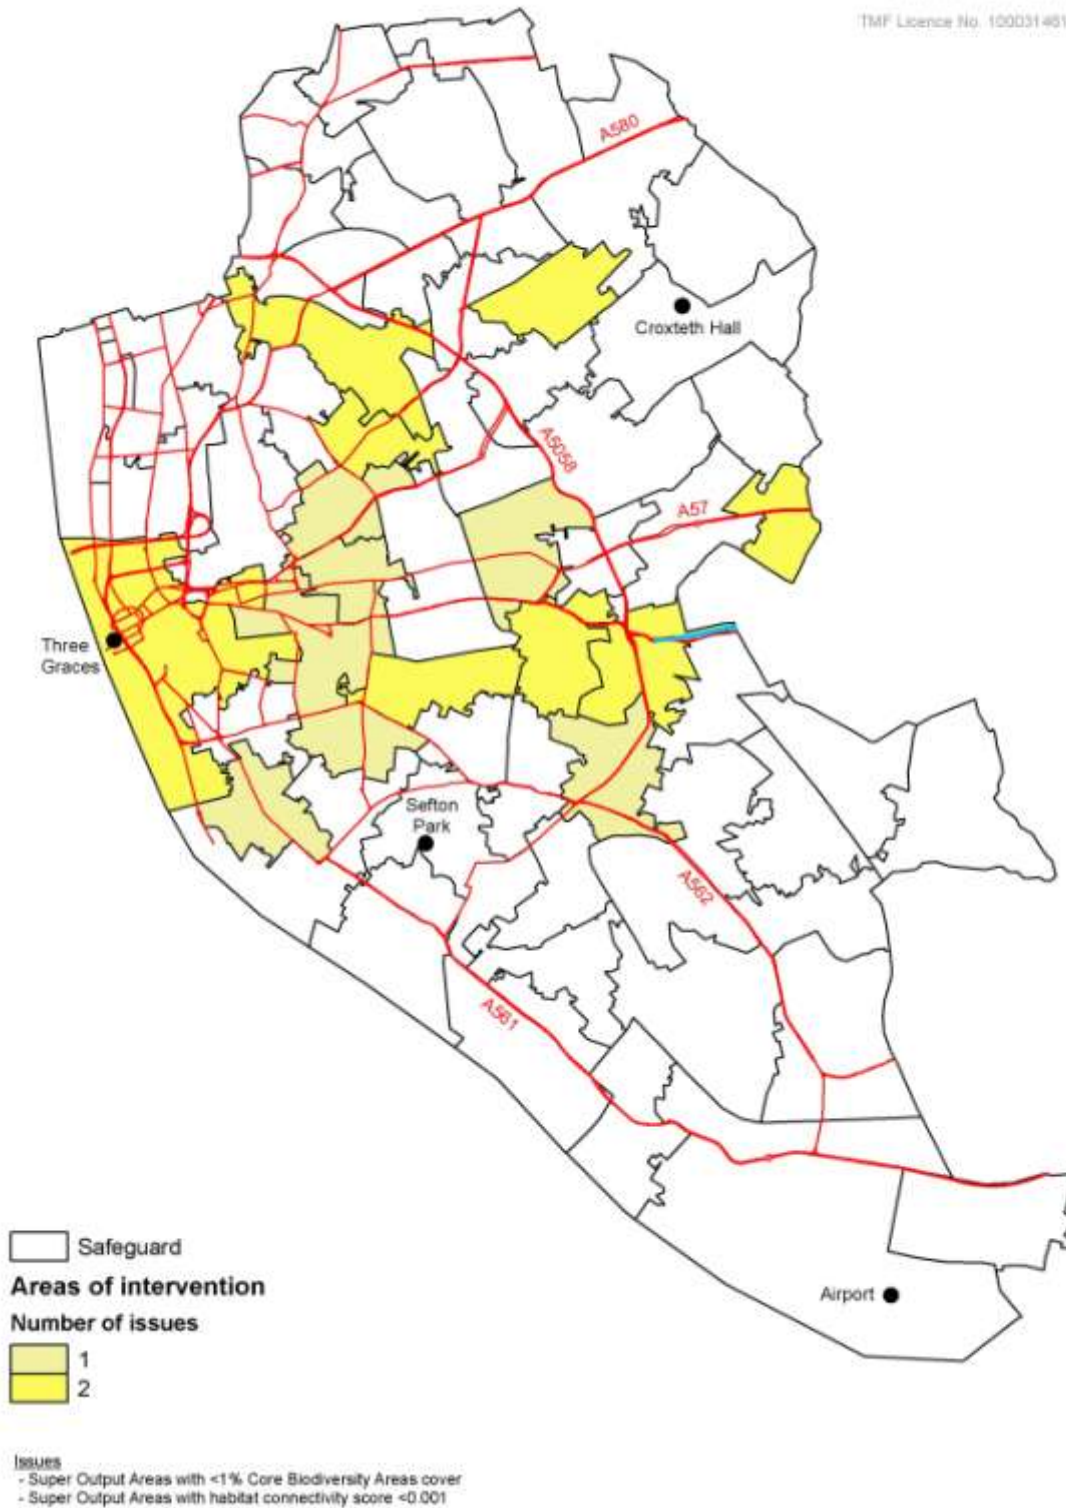 TMF Licence No. 100031461
A580
Croxteth Hall
A5058
A57
Three
Graces
Sefton
Park
A562
A561
Airport
Safeguard
Areas of intervention
Number of issues
1
2
Issues
- Super Output Areas with <1% Core Biodiversity Areas cover
- Super Output Areas with habitat connectivity score <0.001